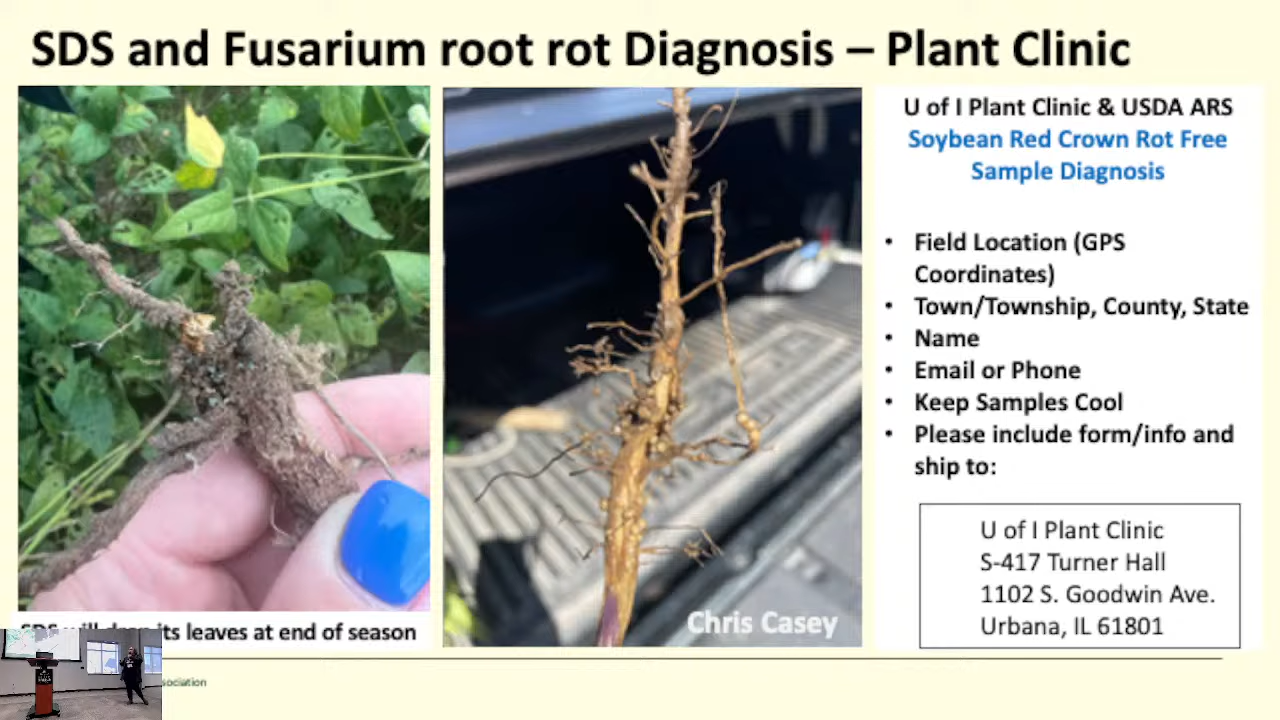 SDS and Fusarium root rot Diagnosis – Plant Clinic
U of I Plant Clinic & USDA ARS
Soybean Red Crown Rot Free
Sample Diagnosis
• Field Location (GPS
Coordinates)
• Town/Township, County, State
• Name
• Email or Phone
• Keep Samples Cool
• Please include form/info and
ship to:
U of I Plant Clinic
S-417 Turner Hall
1102 S. Goodwin Ave.
Urbana, IL 61801
Chris Casey
SDS will drop its leaves at end of season